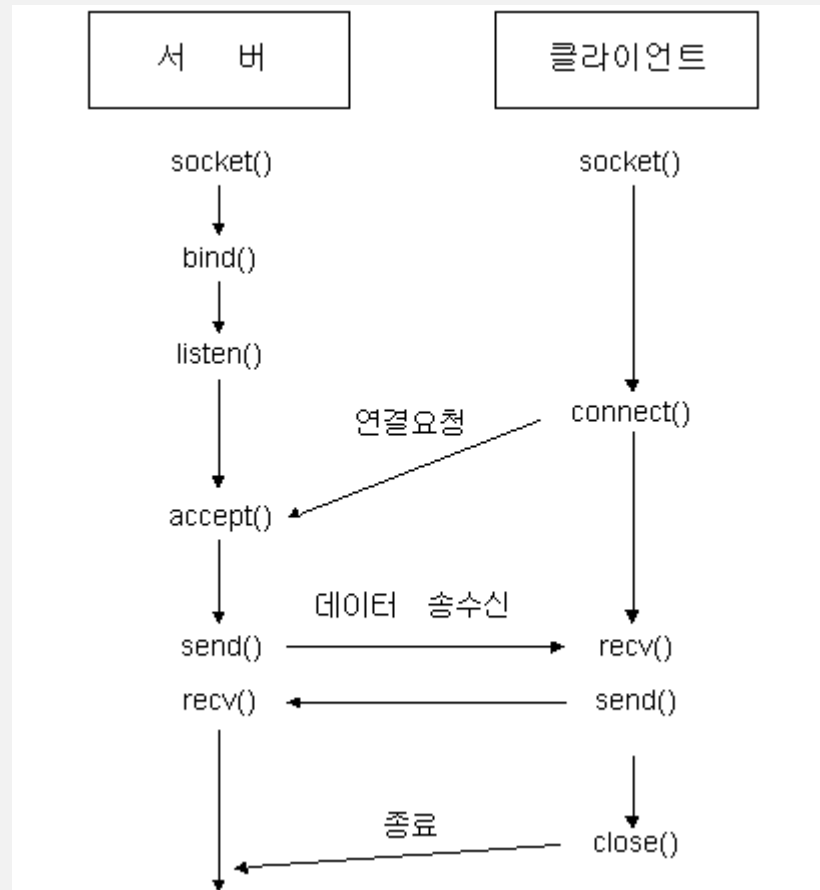 서 버 클라이언트
socket() socket()
bind()
listen()
연결요청 connect()
accept()
데이터 송수신
send() recv()
recv() send()
종료 close()